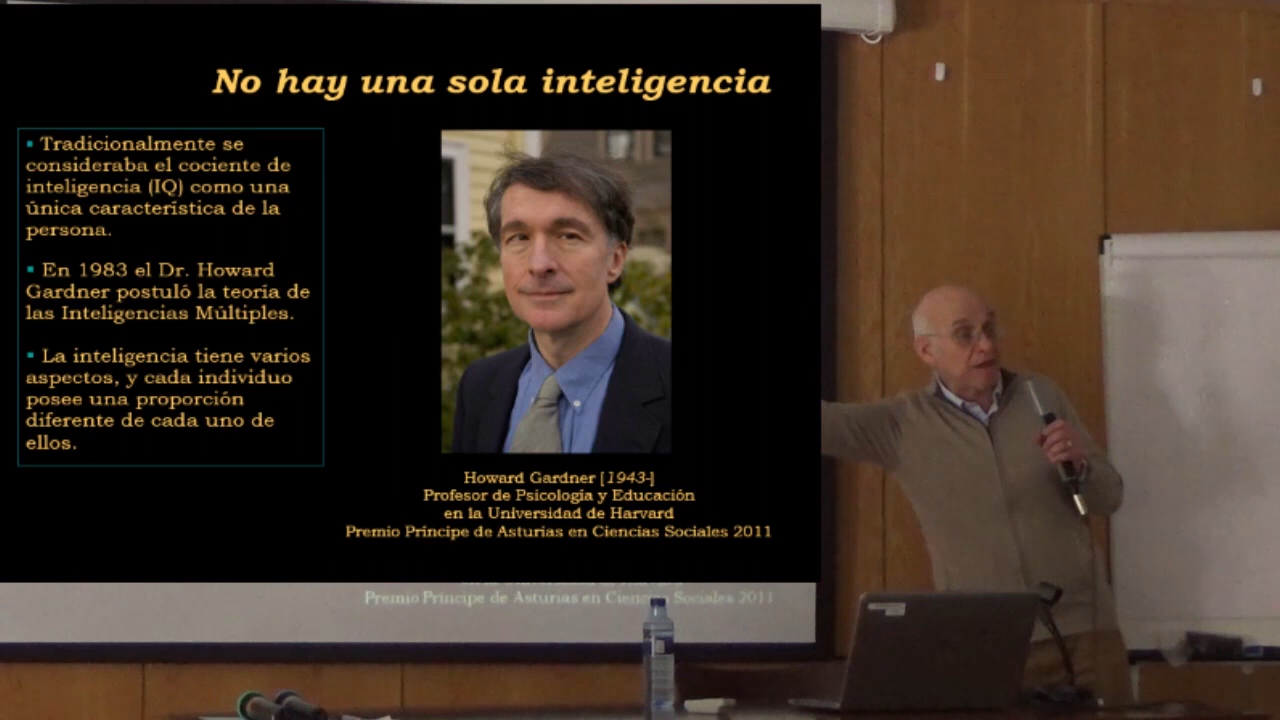 No hay una sola inteligencia
▪ Tradicionalmente se
consideraba el cociente de
inteligencia (IQ) como una
única característica de la
persona.
▪ En 1983 el Dr. Howard
Gardner postuló la teoría de
las Inteligencias Múltiples.
▪ La inteligencia tiene varios
aspectos, y cada individuo
posee una proporción
diferente de cada uno de
ellos.
Howard Gardner [1943-]
Profesor de Psicología y Educación
en la Universidad de Harvard
Premio Príncipe de Asturias en Ciencias Sociales 2011
Premio Príncipe de Asturias en Ciencias Sociales 2011